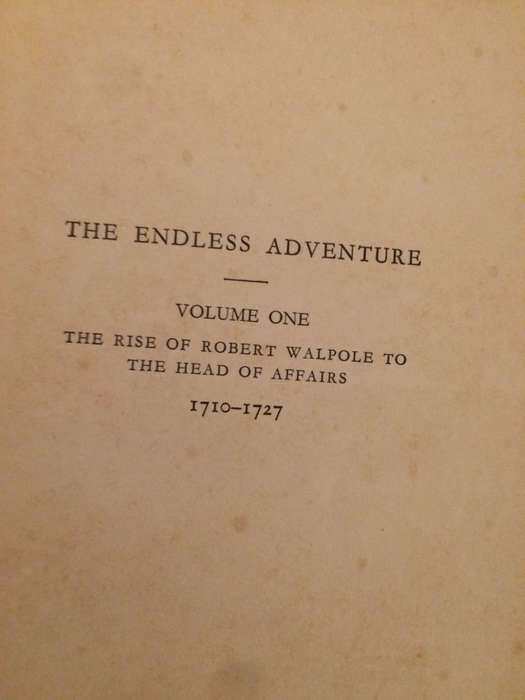 THE ENDLESS ADVENTURE
VOLUME ONE
THE RISE OF ROBERT WALPOLE TO
THE HEAD OF AFFAIRS
1710–1727